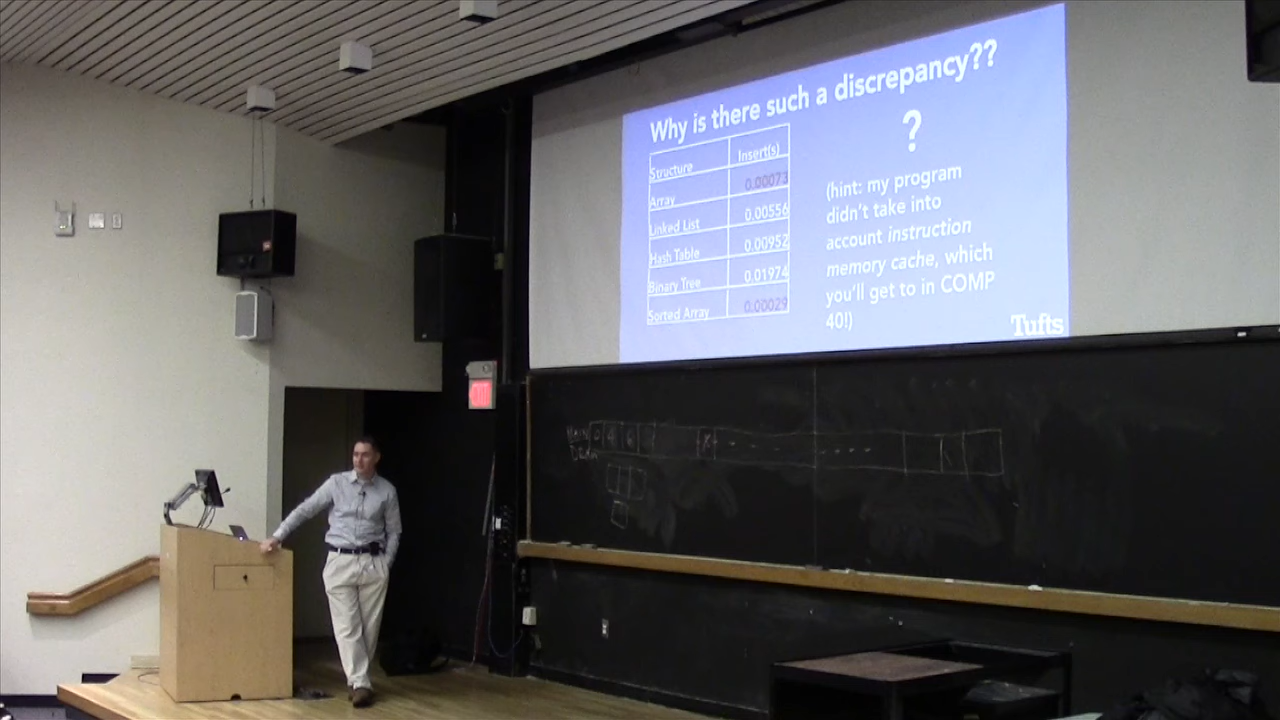 Why is there such a discrepancy??
Structure Insert(s)
Array 0.00073
Linked List 0.00556
Hash Table 0.00952
Binary Tree 0.01974
Sorted Array 0.00029
?
(hint: my program
didn't take into
account instruction
memory cache, which
you'll get to in COMP
40!)
Tufts